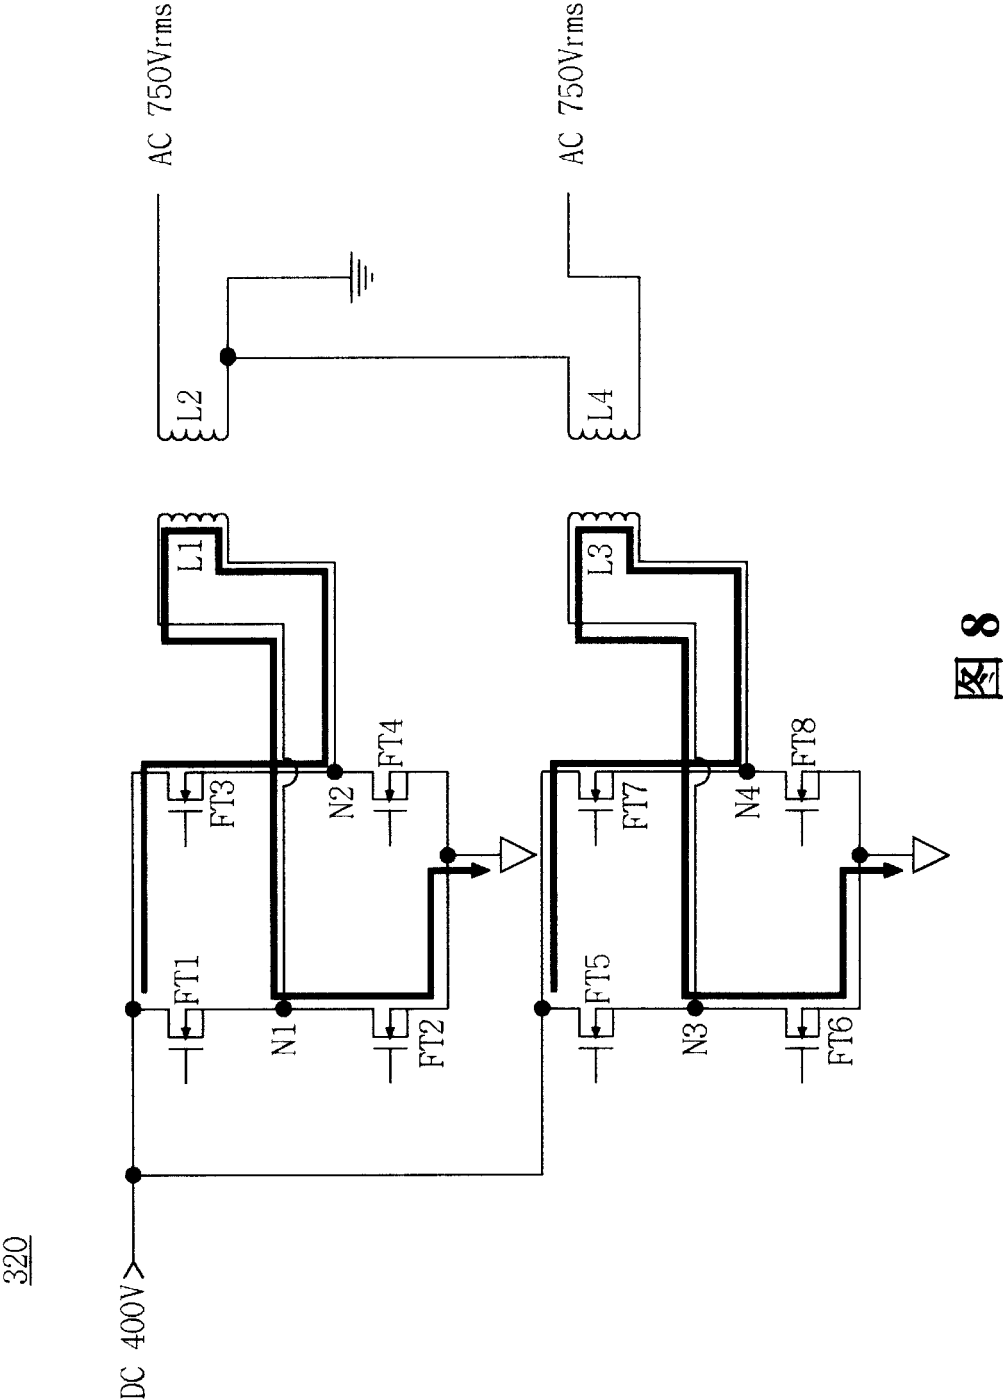 320
DC 400V
FT1
FT3
L1
L2
AC 750Vrms
N1
N2
FT2
FT4
FT5
FT7
L3
L4
AC 750Vrms
N3
N4
FT6
FT8
图 8